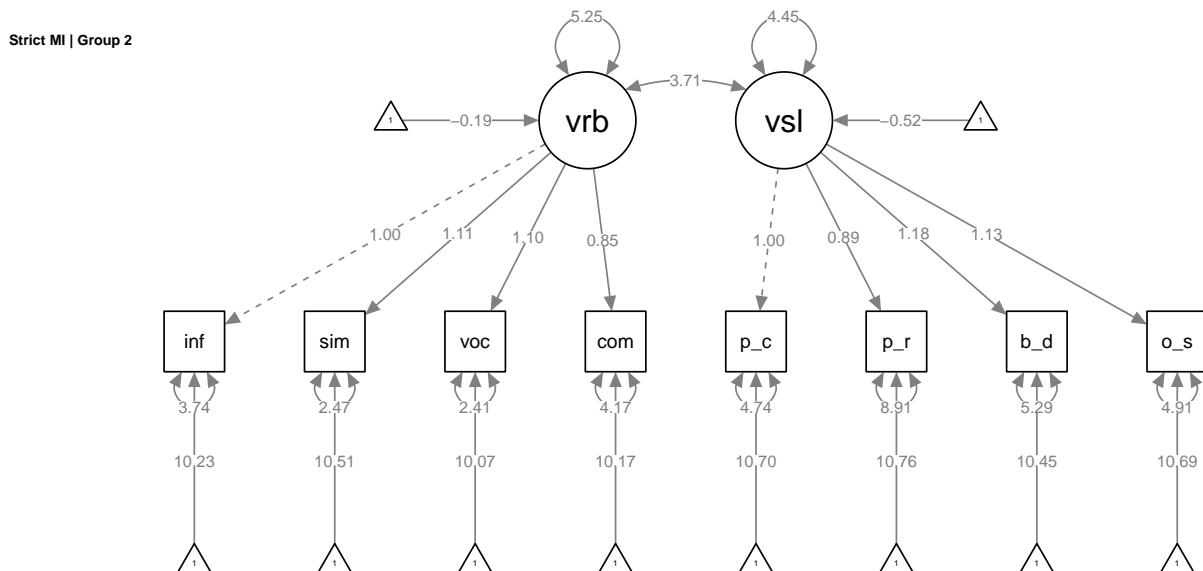 5.25 4.45
Strict MI | Group 2
3.71
1 −0.19 vrb vsl −0.52 1
1.00 1.11 1.10 0.85 1.00 0.89 1.18 1.13
inf sim voc com p_c p_r b_d o_s
3.74 2.47 2.41 4.17 4.74 8.91 5.29 4.91
10.23 10.51 10.07 10.17 10.70 10.76 10.45 10.69
1 1 1 1 1 1 1 1